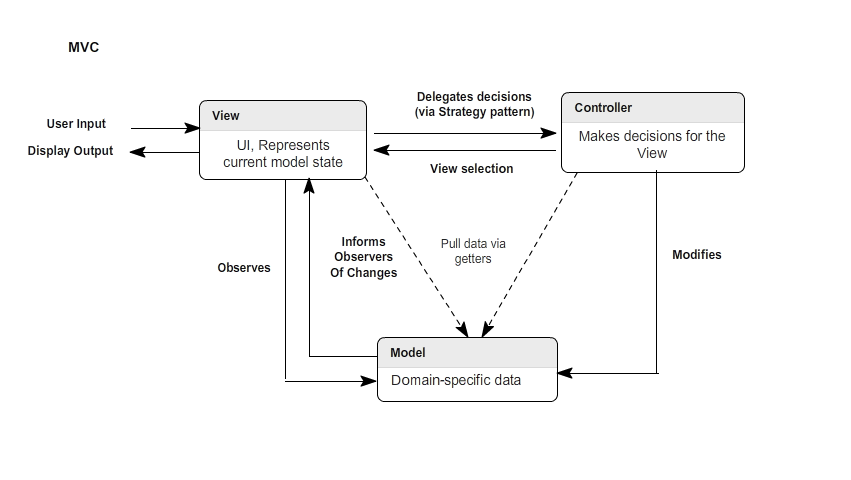 MVC
User Input
Display Output
View
UI, Represents
current model state
Delegates decisions
(via Strategy pattern)
View selection
Controller
Makes decisions for the
View
Observes
Informs
Observers
Of Changes
Pull data via
getters
Modifies
Model
Domain-specific data